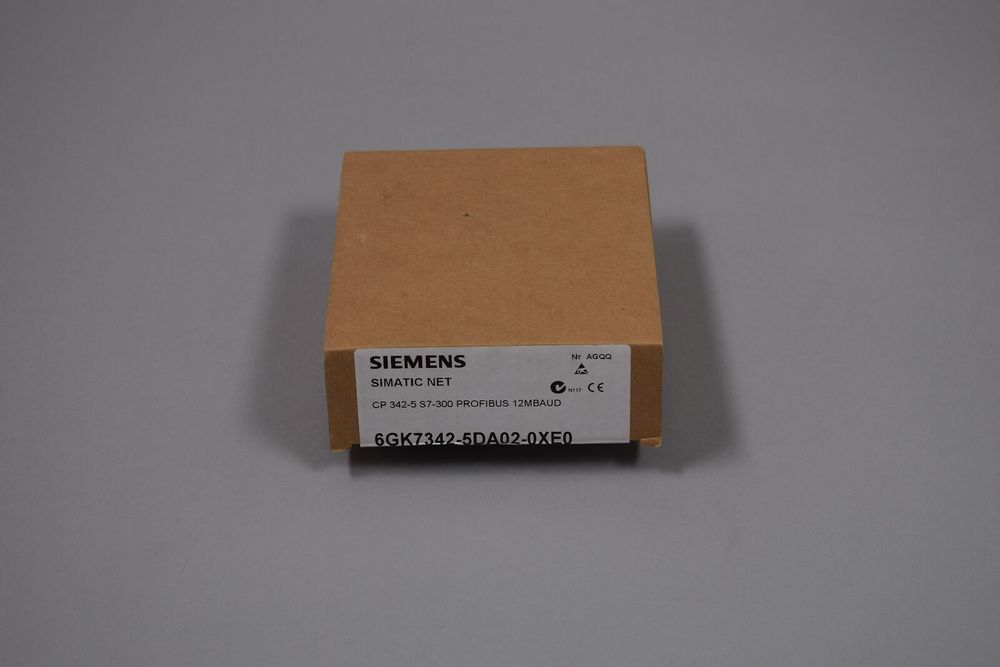 SIEMENS
Nr AGQQ
SIMATIC NET
N117 CE
CP 342-5 S7-300 PROFIBUS 12MBAUD
6GK7342-5DA02-0XE0